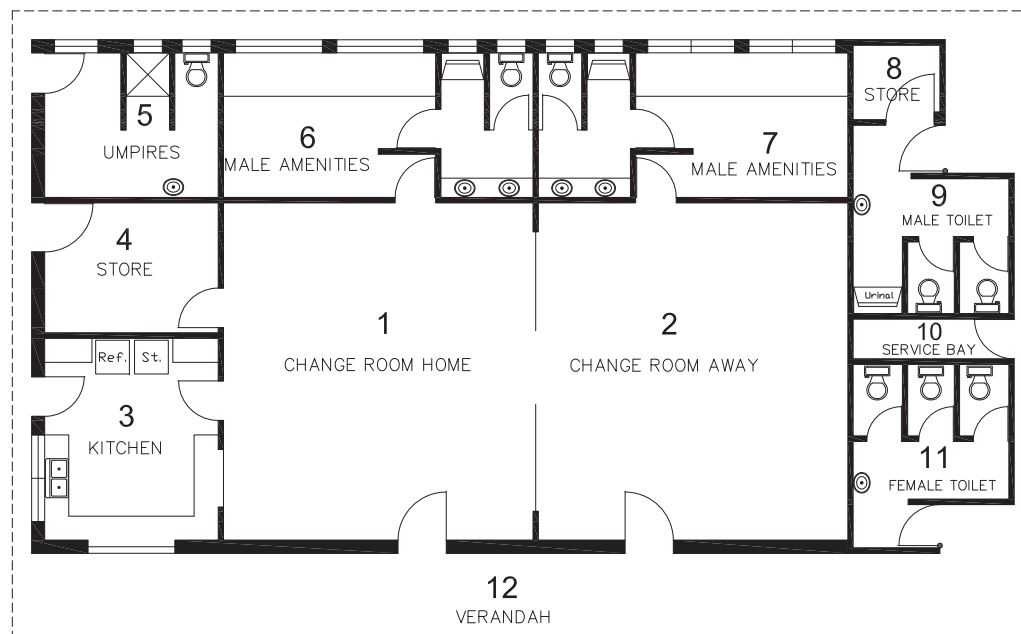 8
STORE
5
UMPIRES
6
MALE AMENITIES
7
MALE AMENITIES
9
MALE TOILET
4
STORE
Urinal
1
CHANGE ROOM HOME
2
CHANGE ROOM AWAY
10
SERVICE BAY
Ref.
St.
3
KITCHEN
11
FEMALE TOILET
12
VERANDAH